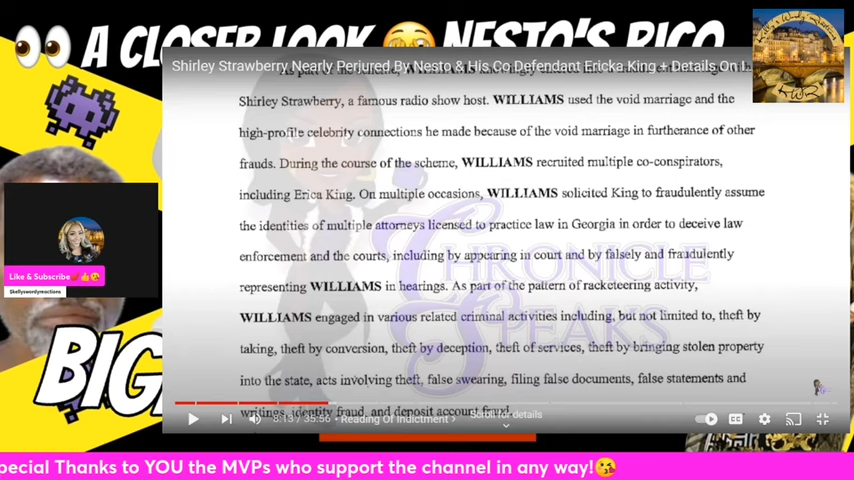 A CLOSER LOOK NESTO'S RICO
Shirley Strawberry Nearly Perjured By Nesto & His Co Defendant Ericka King + Details On
As part of the
Shirley Strawberry, a famous radio show host. WILLIAMS used the void marriage and the
high-profile celebrity connections he made because of the void marriage in furtherance of other
frauds. During the course of the scheme, WILLIAMS recruited multiple co-conspirators,
including Erica King. On multiple occasions, WILLIAMS solicited King to fraudulently assume
the identities of multiple attorneys licensed to practice law in Georgia in order to deceive law
enforcement and the courts, including by appearing in court and by falsely and fraudulently
representing WILLIAMS in hearings. As part of the pattern of racketeering activity,
WILLIAMS engaged in various related criminal activities including, but not limited to, theft by
taking, theft by conversion, theft by deception, theft of services, theft by bringing stolen property
into the state, acts involving theft, false swearing, filing false documents, false statements and
writings, identity fraud, and deposit account fraud.
CHRONICLE
SPEAKS
Like & Subscribe
Skellyswordyreactions
BIG
8:13 / 35:56 • Reading Of Indictment >
Scroll for details
CC
pecial Thanks to YOU the MVPs who support the channel in any way!